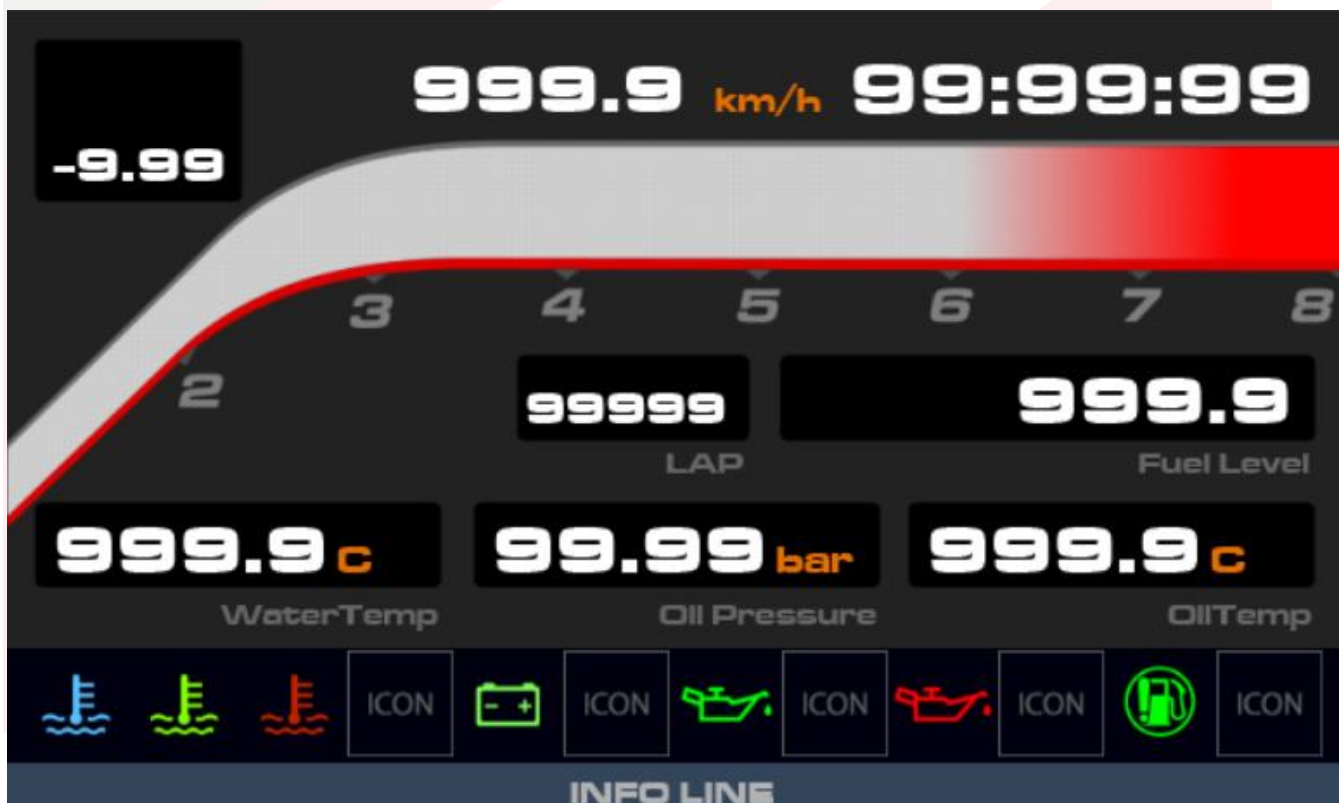 999.9 km/h 99:99:99
-9.99
3 4 5 6 7 8
2
99999 999.9
LAP Fuel Level
999.9 C 99.99 bar 999.9 C
WaterTemp Oil Pressure OilTemp
ICON - + ICON ICON ICON ICON
INFO LINE